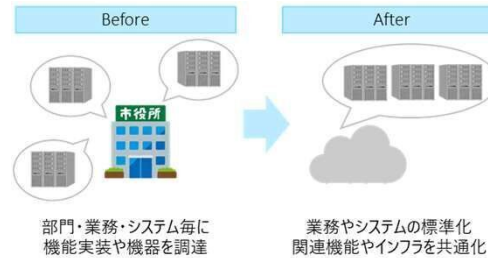 Before
After
市役所
部門・業務・システム毎に
機能実装や機器を調達
業務やシステムの標準化
関連機能やインフラを共通化